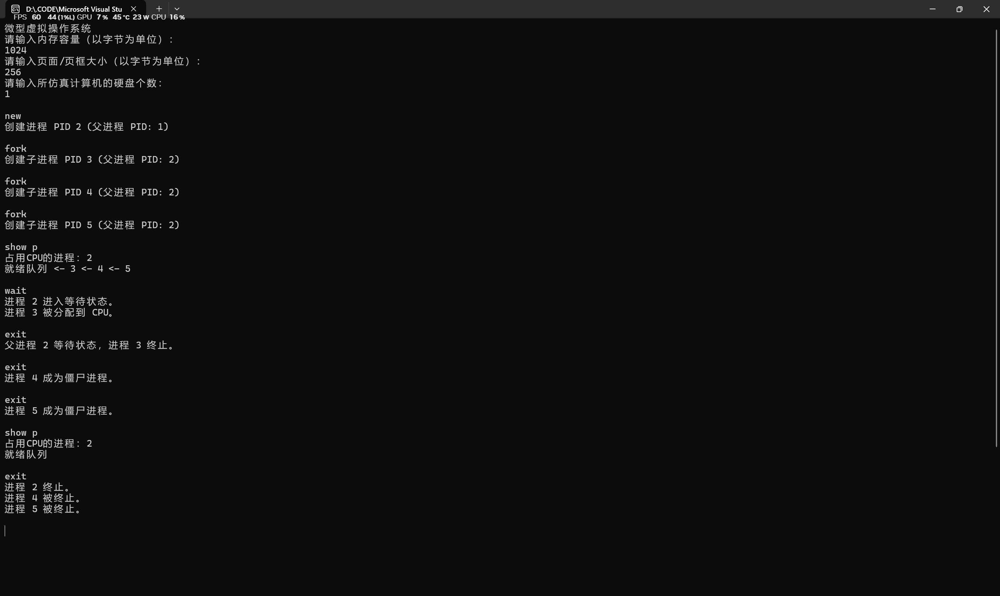 D:\.CODE\Microsoft Visual Stu
FPS 60 44(1%L) GPU 7% 45°C 23W CPU 16%
微型虚拟操作系统
请输入内存容量（以字节为单位）：
1024
请输入页面/页框大小（以字节为单位）：
256
请输入所仿真计算机的硬盘个数：
1
new
创建进程 PID 2 (父进程 PID: 1)
fork
创建子进程 PID 3 (父进程 PID: 2)
fork
创建子进程 PID 4 (父进程 PID: 2)
fork
创建子进程 PID 5 (父进程 PID: 2)
show p
占用CPU的进程: 2
就绪队列 <- 3 <- 4 <- 5
wait
进程 2 进入等待状态。
进程 3 被分配到 CPU。
exit
父进程 2 等待状态，进程 3 终止。
exit
进程 4 成为僵尸进程。
exit
进程 5 成为僵尸进程。
show p
占用CPU的进程: 2
就绪队列
exit
进程 2 终止。
进程 4 被终止。
进程 5 被终止。